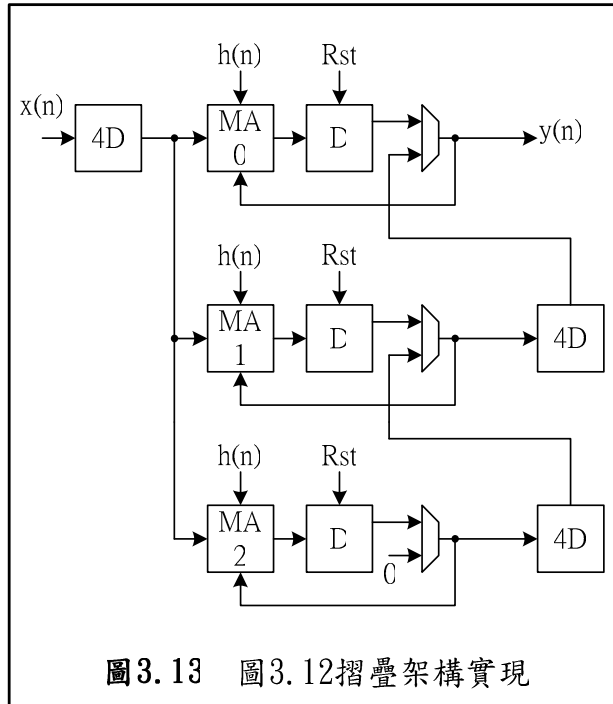 h(n) Rst
x(n) 4D MA 0 D y(n)
h(n) Rst
MA 1 D 4D
h(n) Rst
MA 2 D 0 4D
圖3.13 圖3.12摺疊架構實現